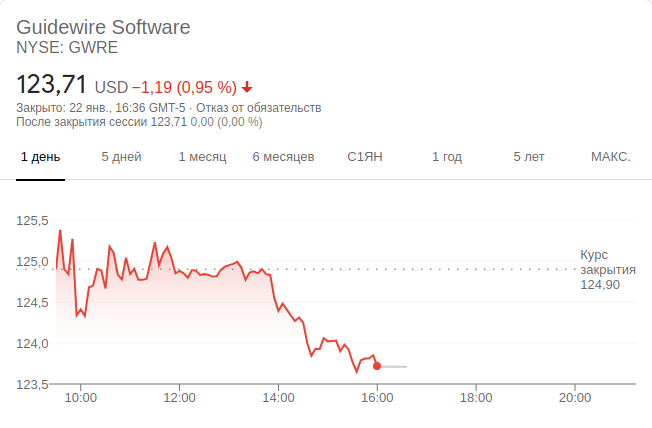 Guidewire Software
NYSE: GWRE
123,71 USD −1,19 (0,95 %)
Закрыто: 22 янв., 16:36 GMT-5 · Отказ от обязательств
После закрытия сессии 123,71 0,00 (0,00 %)
1 день 5 дней 1 месяц 6 месяцев С1ЯН 1 год 5 лет МАКС.
125,5
125,0
124,5
124,0
123,5
Курс
закрытия
124,90
10:00 12:00 14:00 16:00 18:00 20:00